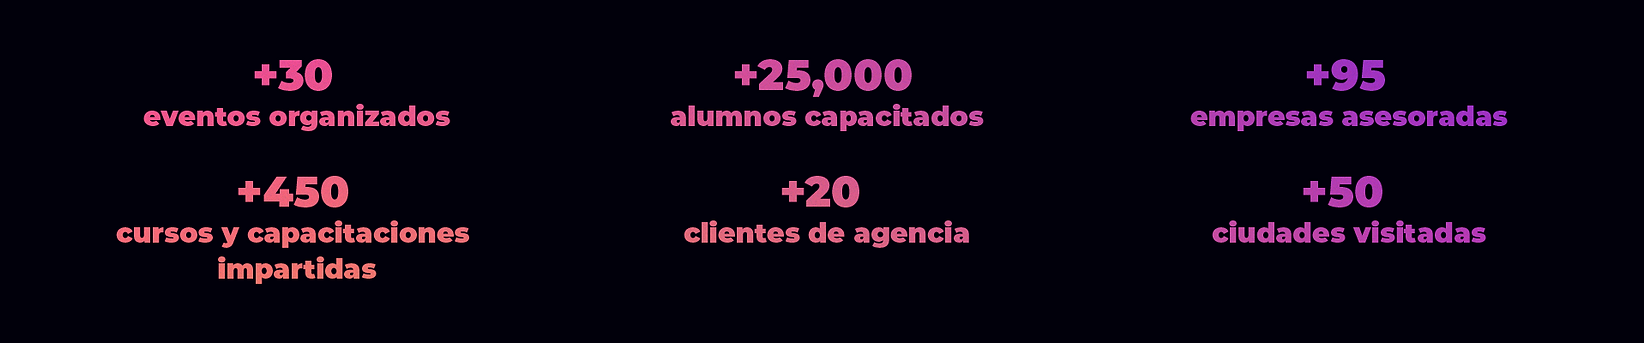 +30
eventos organizados
+25,000
alumnos capacitados
+95
empresas asesoradas
+450
cursos y capacitaciones
impartidas
+20
clientes de agencia
+50
ciudades visitadas